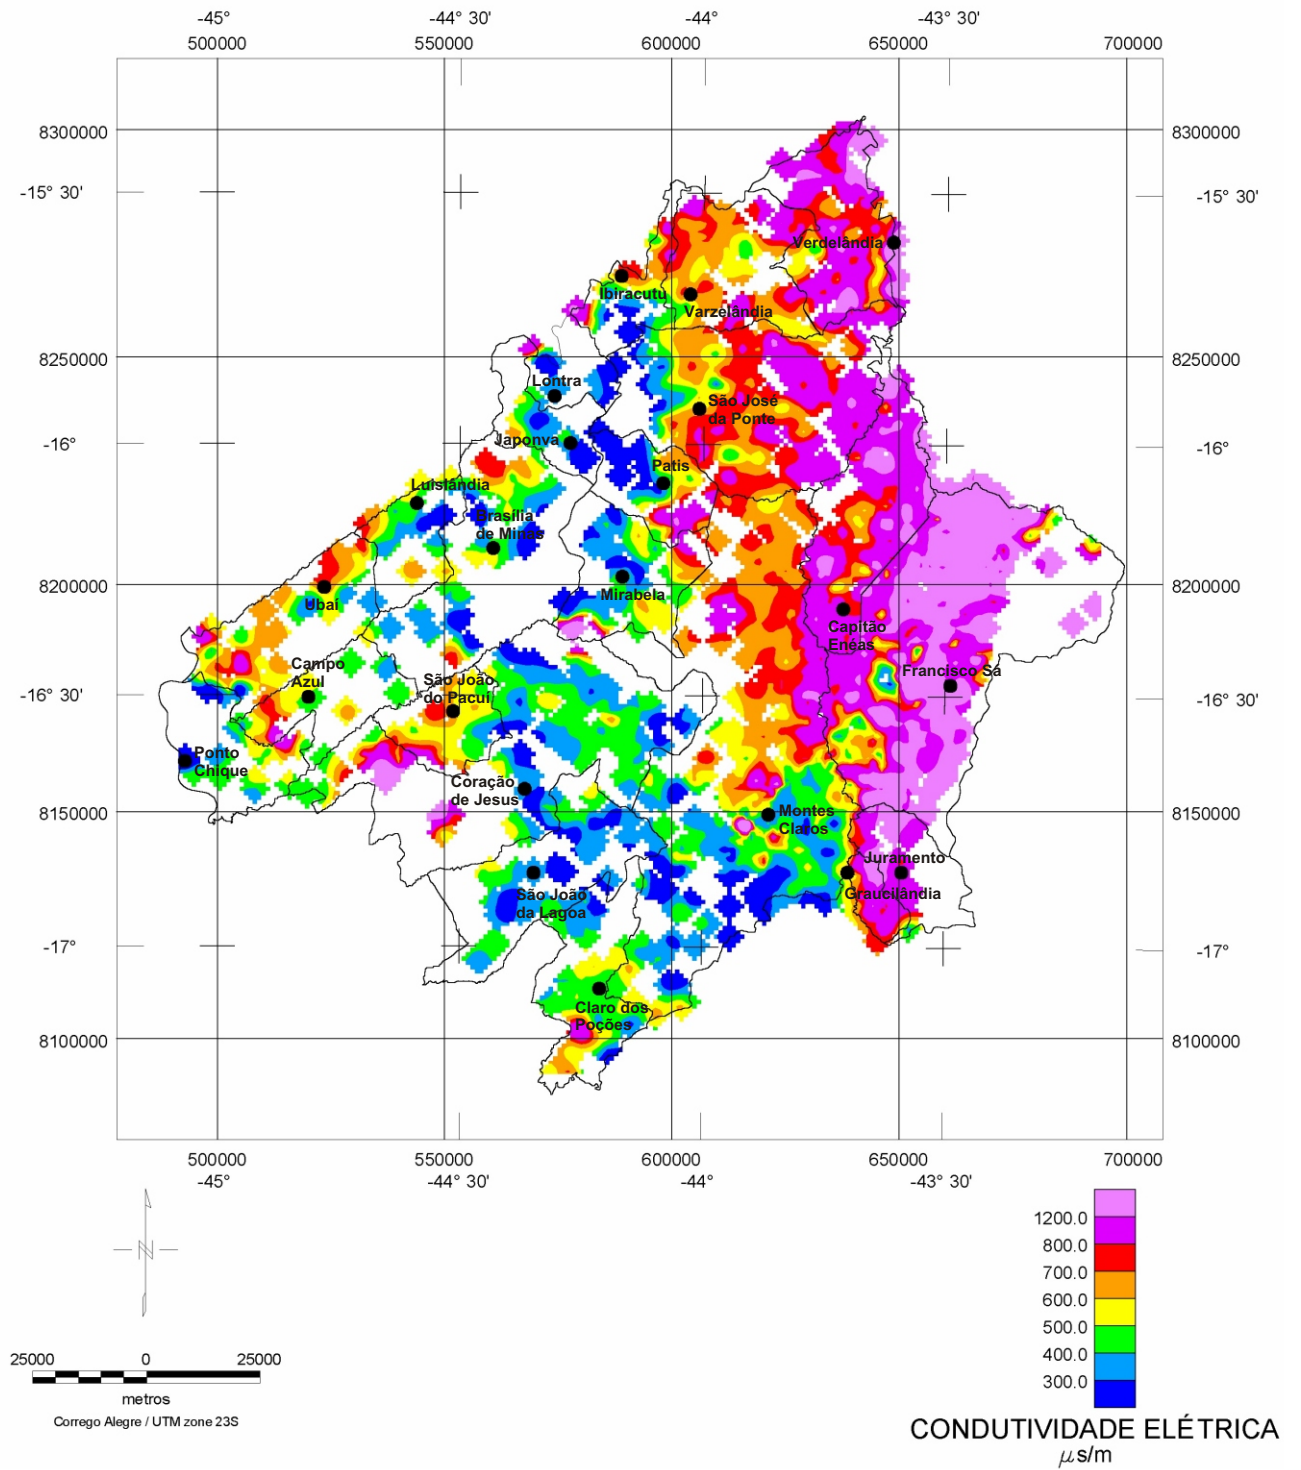 -45°
-44° 30'
-44°
-43° 30'
500000
550000
600000
650000
700000
8300000
8300000
-15° 30'
-15° 30'
Verdelândia
Ibiracutu
Varzelândia
8250000
8250000
Lontra
São José
da Ponte
Japonva
-16°
-16°
Patis
Luislândia
Brasília
de Minas
8200000
8200000
Ubaí
Mirabela
Capitão
Enéas
Campo
Azul
Francisco Sá
São João
do Pacuí
-16° 30'
-16° 30'
Ponto
Chique
Coração
de Jesus
8150000
8150000
Montes
Claros
Juramento
Graucilândia
São João
da Lagoa
-17°
-17°
Claro dos
Poções
8100000
8100000
500000
550000
600000
650000
700000
-45°
-44° 30'
-44°
-43° 30'
N
1200.0
800.0
700.0
600.0
500.0
400.0
300.0
25000
0
25000
metros
Corrego Alegre / UTM zone 23S
CONDUTIVIDADE ELÉTRICA
µs/m